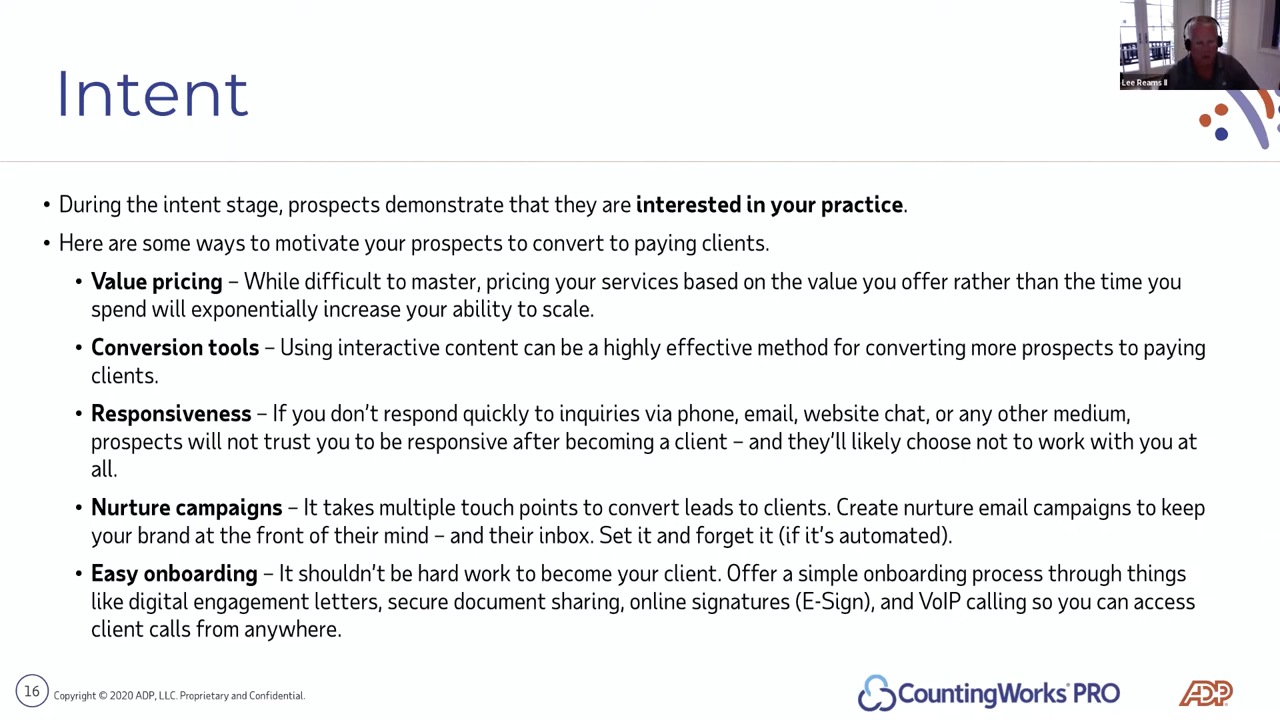 Lee Reams II
Intent
• During the intent stage, prospects demonstrate that they are interested in your practice.
• Here are some ways to motivate your prospects to convert to paying clients.
• Value pricing – While difficult to master, pricing your services based on the value you offer rather than the time you
spend will exponentially increase your ability to scale.
• Conversion tools – Using interactive content can be a highly effective method for converting more prospects to paying
clients.
• Responsiveness – If you don't respond quickly to inquiries via phone, email, website chat, or any other medium,
prospects will not trust you to be responsive after becoming a client – and they'll likely choose not to work with you at
all.
• Nurture campaigns – It takes multiple touch points to convert leads to clients. Create nurture email campaigns to keep
your brand at the front of their mind – and their inbox. Set it and forget it (if it's automated).
• Easy onboarding – It shouldn't be hard work to become your client. Offer a simple onboarding process through things
like digital engagement letters, secure document sharing, online signatures (E-Sign), and VoIP calling so you can access
client calls from anywhere.
16
Copyright © 2020 ADP, LLC. Proprietary and Confidential.
CountingWorks® PRO
ADP